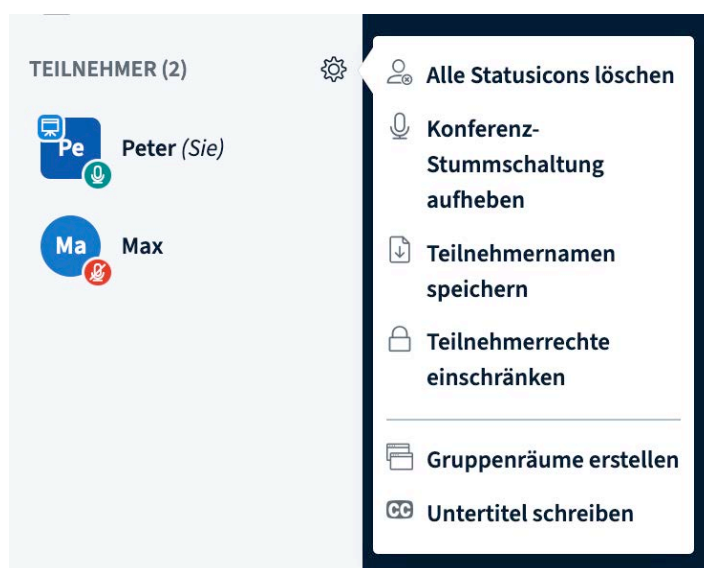 TEILNEHMER (2)
Pe
Peter (Sie)
Ma
Max
Alle Statusicons löschen
Konferenz-
Stummschaltung
aufheben
Teilnehmernamen
speichern
Teilnehmerrechte
einschränken
Gruppenräume erstellen
CC
Untertitel schreiben